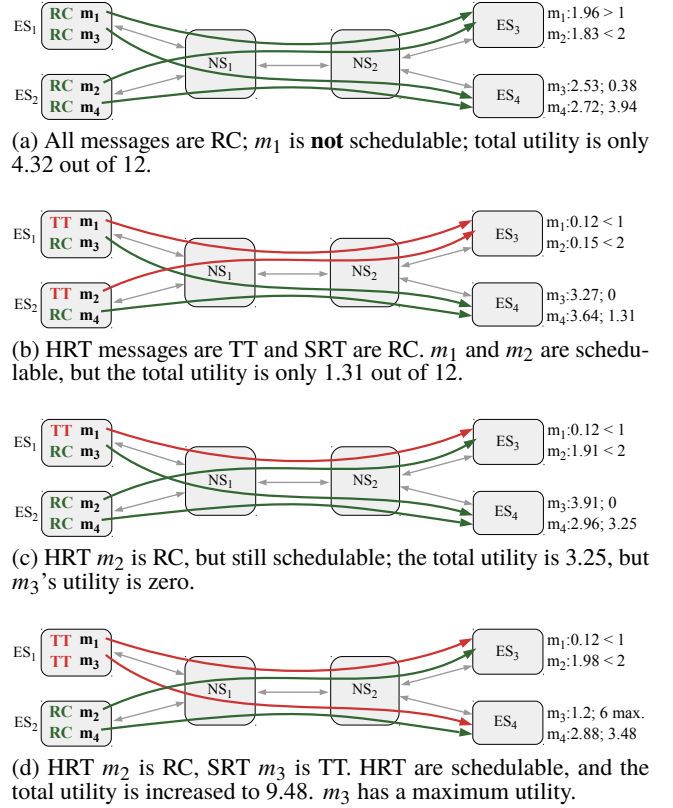 ES1 RC m1 RC m3 NS1 NS2 ES3 m1:1.96 > 1
m2:1.83 < 2
ES2 RC m2 RC m4 ES4 m3:2.53; 0.38
m4:2.72; 3.94
(a) All messages are RC; m1 is not schedulable; total utility is only
4.32 out of 12.
ES1 TT m1 RC m3 NS1 NS2 ES3 m1:0.12 < 1
m2:0.15 < 2
ES2 TT m2 RC m4 ES4 m3:3.27; 0
m4:3.64; 1.31
(b) HRT messages are TT and SRT are RC. m1 and m2 are schedu-
lable, but the total utility is only 1.31 out of 12.
ES1 TT m1 RC m3 NS1 NS2 ES3 m1:0.12 < 1
m2:1.91 < 2
ES2 RC m2 RC m4 ES4 m3:3.91; 0
m4:2.96; 3.25
(c) HRT m2 is RC, but still schedulable; the total utility is 3.25, but
m3's utility is zero.
ES1 TT m1 TT m3 NS1 NS2 ES3 m1:0.12 < 1
m2:1.98 < 2
ES2 RC m2 RC m4 ES4 m3:1.2; 6 max.
m4:2.88; 3.48
(d) HRT m2 is RC, SRT m3 is TT. HRT are schedulable, and the
total utility is increased to 9.48. m3 has a maximum utility.